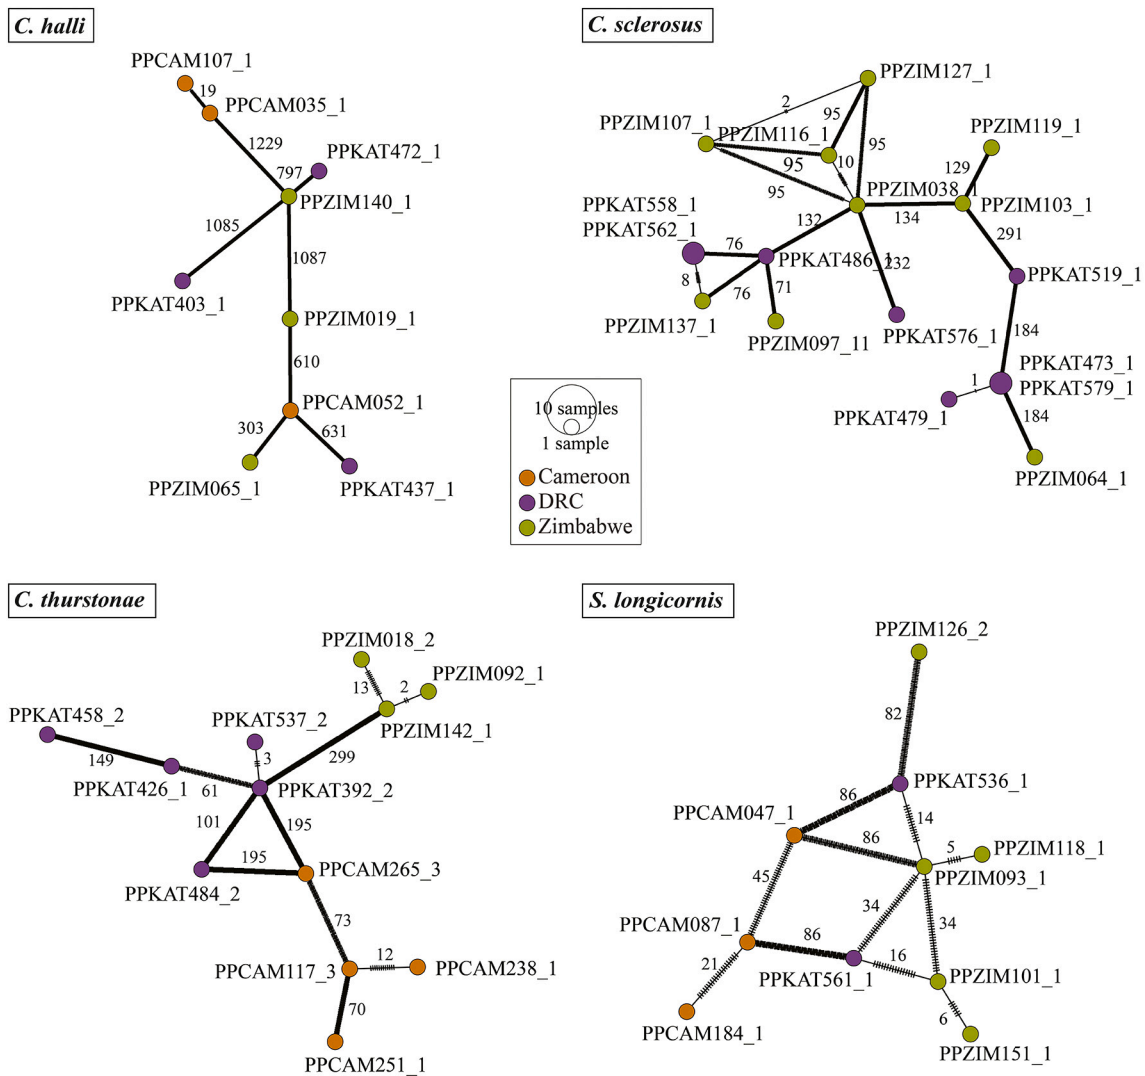 C. halli
PPCAM107_1
19
PPCAM035_1
1229
797
PPKAT472_1
PPZIM140_1
1085
1087
PPKAT403_1
PPZIM019_1
610
PPCAM052_1
303
631
PPZIM065_1
PPKAT437_1
C. sclerosus
PPZIM127_1
2
95
PPZIM107_1
PPZIM116_1
95
PPZIM119_1
95
10
129
95
PPZIM038_1
PPKAT558_1
PPKAT562_1
132
134
PPZIM103_1
76
PPKAT486_1
232
291
8
76
71
PPKAT519_1
PPZIM137_1
PPZIM097_11
PPKAT576_1
184
PPKAT473_1
PPKAT579_1
1
PPKAT479_1
184
PPZIM064_1
10 samples
1 sample
Cameroon
DRC
Zimbabwe
C. thurstonae
PPZIM018_2
PPZIM092_1
13
2
PPKAT458_2
PPKAT537_2
PPZIM142_1
149
3
299
PPKAT426_1
61
PPKAT392_2
101
195
195
PPCAM265_3
PPKAT484_2
73
PPCAM117_3
12
PPCAM238_1
70
PPCAM251_1
S. longicornis
PPZIM126_2
82
PPKAT536_1
86
PPCAM047_1
14
86
5
PPZIM118_1
PPZIM093_1
45
34
34
PPCAM087_1
86
16
21
PPKAT561_1
PPZIM101_1
6
PPCAM184_1
PPZIM151_1